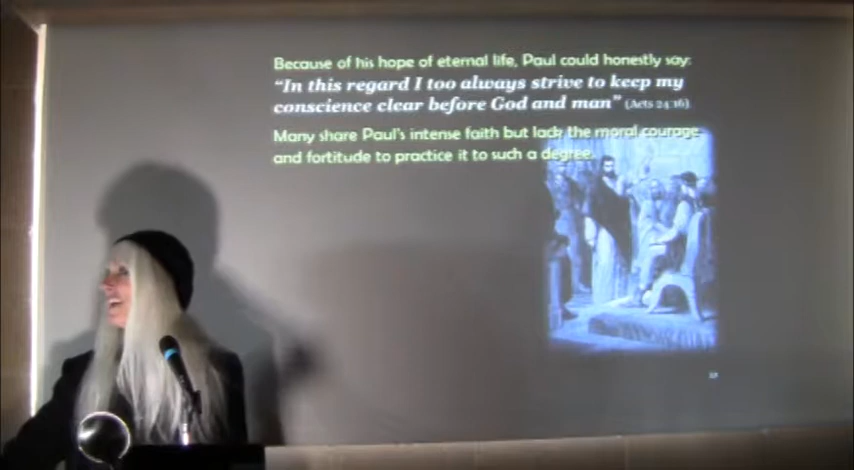 Because of his hope of eternal life, Paul could honestly say:
“In this regard I too always strive to keep my
conscience clear before God and man” (Acts 24:16)
Many share Paul's intense faith but lack the moral courage
and fortitude to practice it to such a degree.